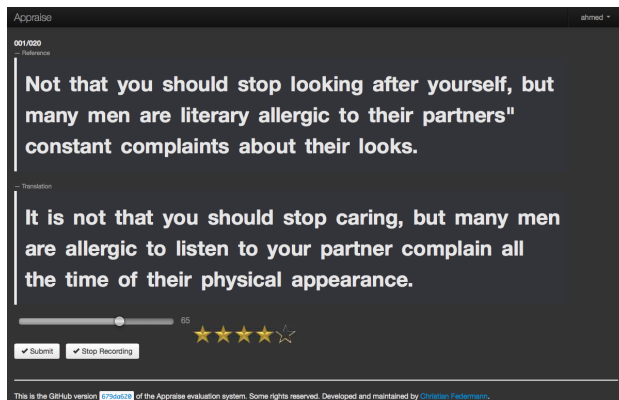 Appraise
ahmed
001/020
— Reference
Not that you should stop looking after yourself, but
many men are literary allergic to their partners"
constant complaints about their looks.
— Translation
It is not that you should stop caring, but many men
are allergic to listen to your partner complain all
the time of their physical appearance.
65
✔ Submit
✔ Stop Recording
This is the GitHub version 679da620 of the Appraise evaluation system. Some rights reserved. Developed and maintained by Christian Federmann.